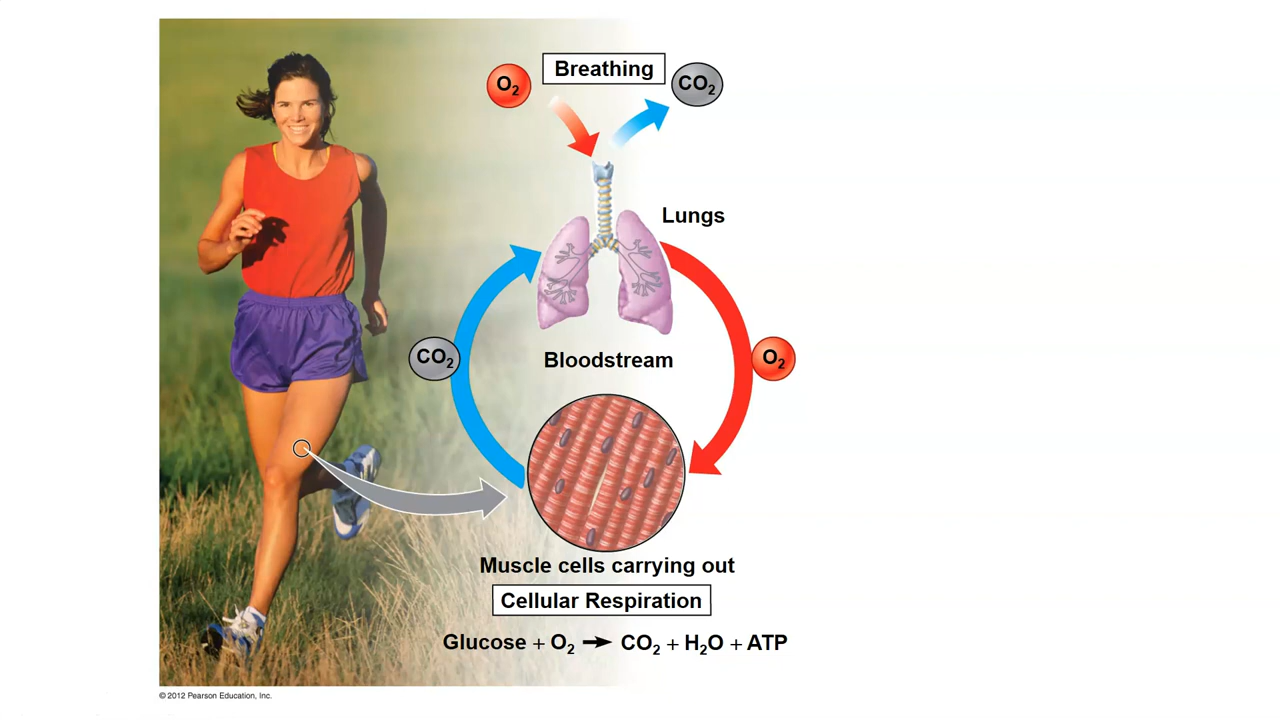 O₂
Breathing
CO₂
Lungs
CO₂
Bloodstream
O₂
Muscle cells carrying out
Cellular Respiration
Glucose + O₂ → CO₂ + H₂O + ATP
© 2012 Pearson Education, Inc.